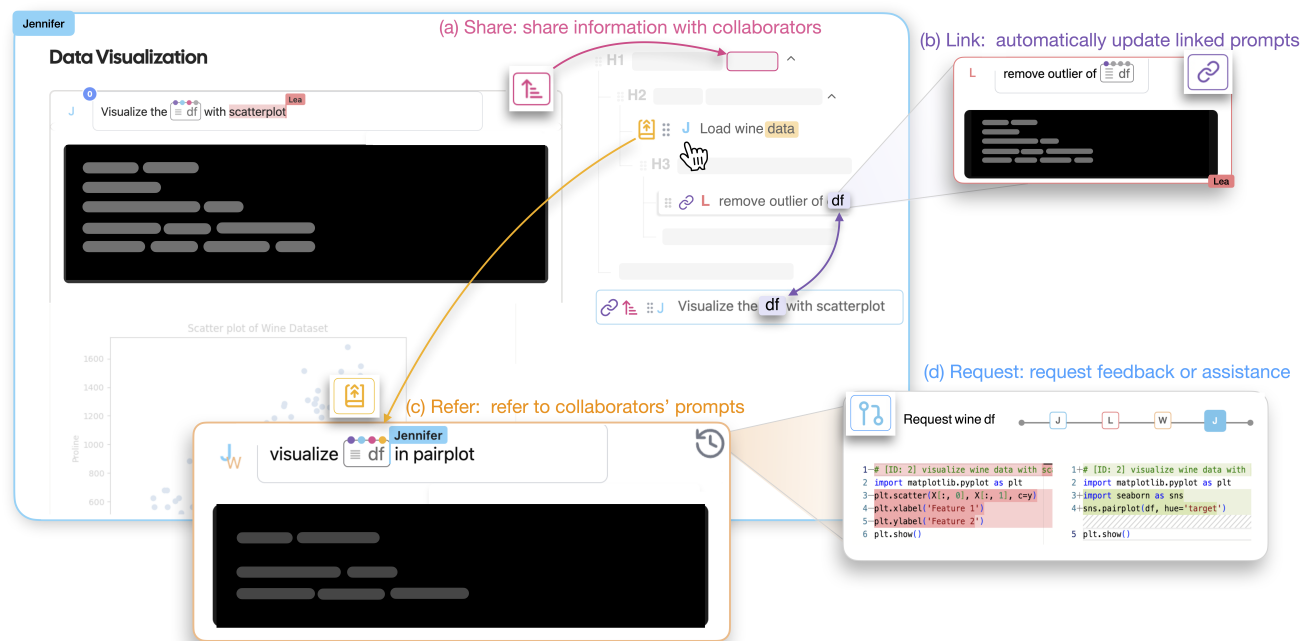 Jennifer
(a) Share: share information with collaborators
(b) Link: automatically update linked prompts
Data Visualization
H1
L remove outlier of df
H2
0
Lea
J Visualize the df with scatterplot
J Load wine data
H3
Lea
L remove outlier of df
J Visualize the df with scatterplot
Scatter plot of Wine Dataset
1600
1400
1200
1000
800
600
Proline
(d) Request: request feedback or assistance
(c) Refer: refer to collaborators' prompts
Request wine df J L W J
Jennifer
JW visualize df in pairplot
1-# [ID: 2] visualize wine data with sc
2 import matplotlib.pyplot as plt
3-plt.scatter(X[:, 0], X[:, 1], c=y)
4-plt.xlabel('Feature 1')
5-plt.ylabel('Feature 2')
6 plt.show()
1+# [ID: 2] visualize wine data with
2 import matplotlib.pyplot as plt
3+import seaborn as sns
4+sns.pairplot(df, hue='target')
5 plt.show()